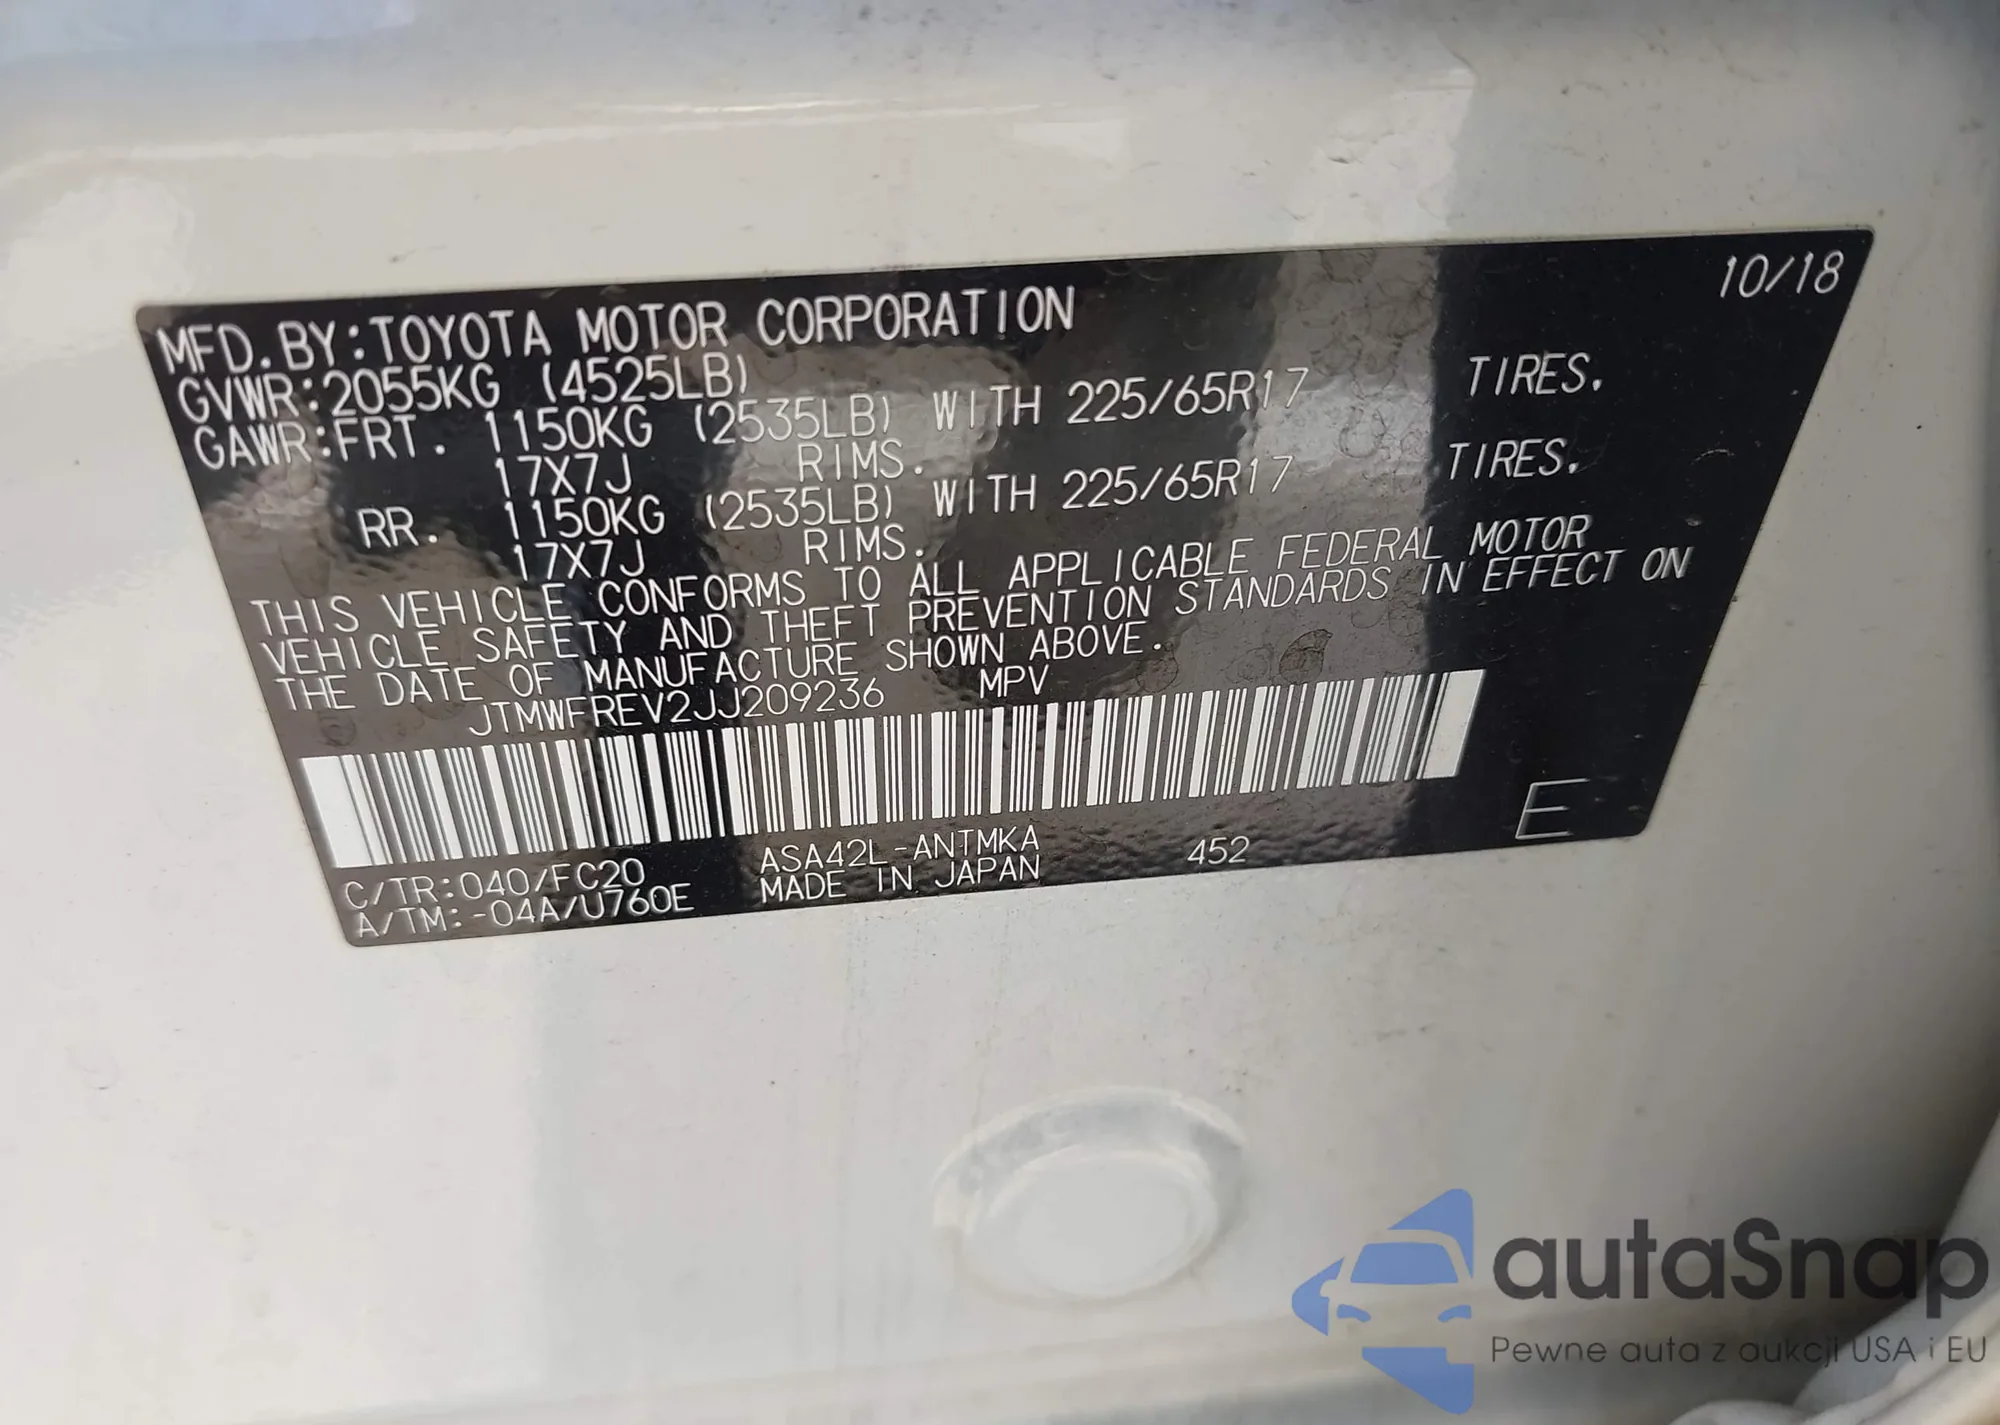 10/18
MFD.BY:TOYOTA MOTOR CORPORATION
GVWR:2055KG (4525LB)
GAWR:FRT. 1150KG (2535LB) WITH 225/65R17 TIRES.
17X7J RIMS.
RR. 1150KG (2535LB) WITH 225/65R17 TIRES.
17X7J RIMS.
THIS VEHICLE CONFORMS TO ALL APPLICABLE FEDERAL MOTOR
VEHICLE SAFETY AND THEFT PREVENTION STANDARDS IN EFFECT ON
THE DATE OF MANUFACTURE SHOWN ABOVE.
JTMWFREV2JJ209236 MPV
C/TR:040/FC20 ASA42L-ANTMKA 452 E
A/TM:-04A/U760E MADE IN JAPAN
autaSnap
Pewne auta z aukcji USA i EU